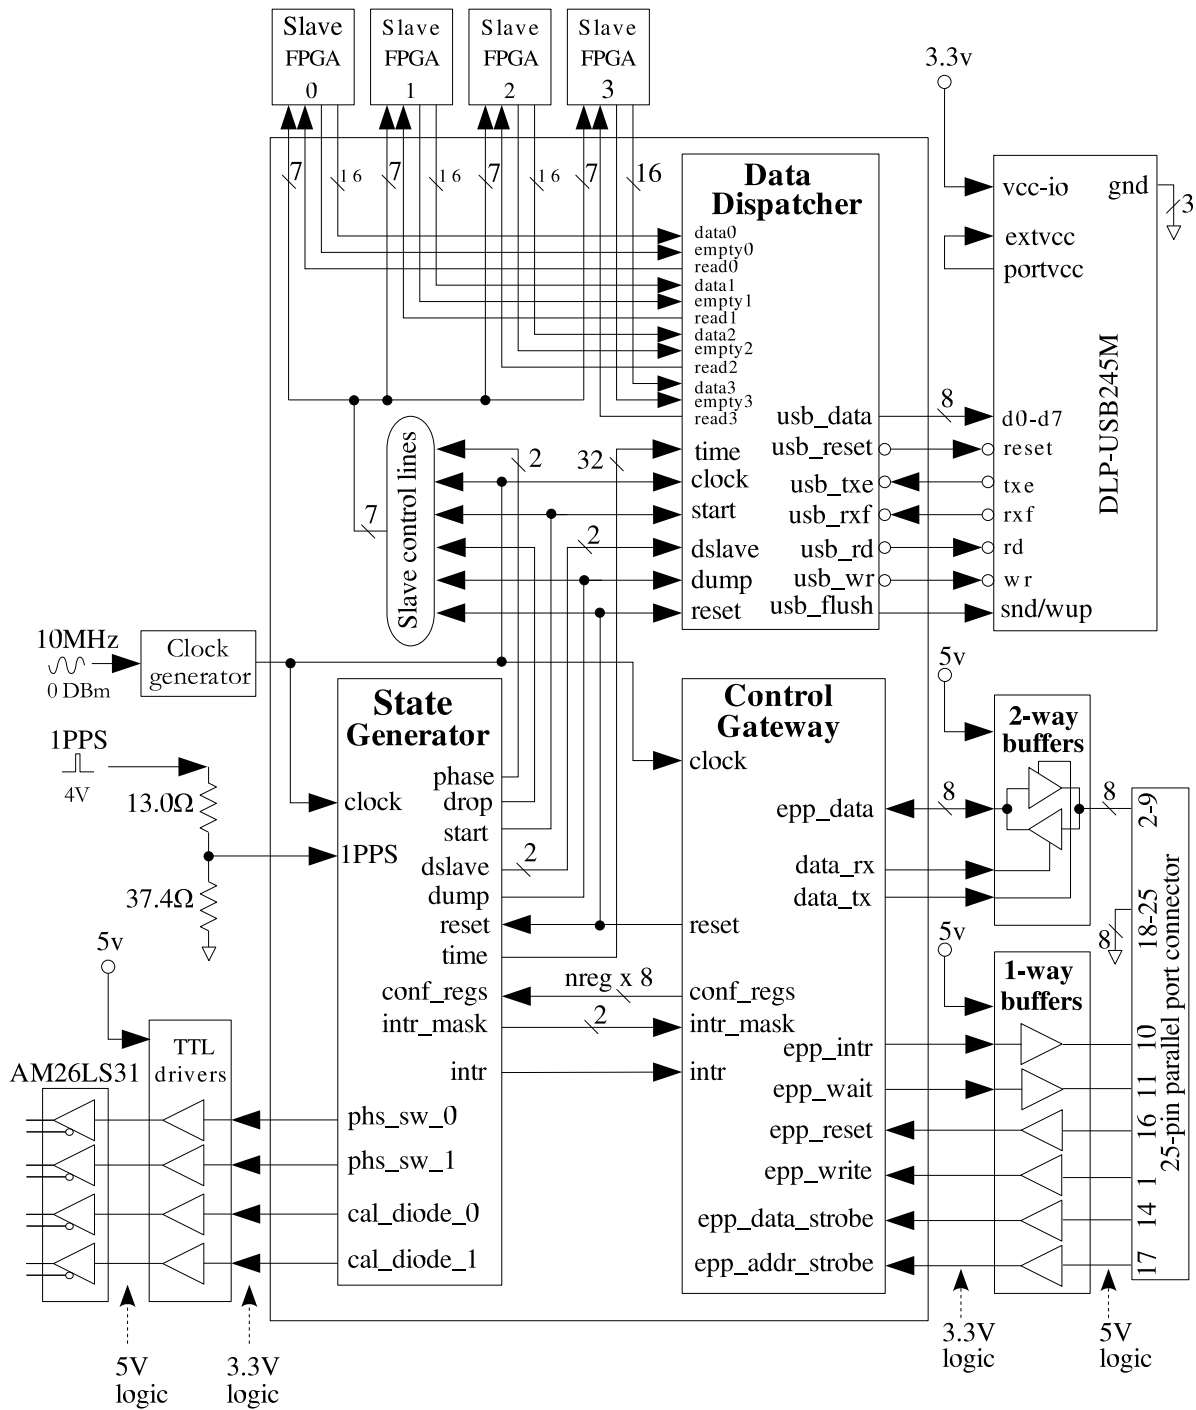 Slave
FPGA
0
Slave
FPGA
1
Slave
FPGA
2
Slave
FPGA
3
7
16
7
16
7
16
7
16
3.3v
Data
Dispatcher
data0
empty0
read0
data1
empty1
read1
data2
empty2
read2
data3
empty3
read3
time
clock
start
dslave
dump
reset
usb_data
usb_reset
usb_txe
usb_rxf
usb_rd
usb_wr
usb_flush
8
vcc-io
gnd
3
extvcc
portvcc
DLP-USB245M
d0-d7
reset
txe
rxf
rd
wr
snd/wup
Slave control lines
7
2
32
2
10MHz
0 DBm
Clock
generator
1PPS
4V
13.0Ω
37.4Ω
State
Generator
phase
drop
clock
start
1PPS
dslave
2
dump
reset
time
conf_regs
intr_mask
intr
phs_sw_0
phs_sw_1
cal_diode_0
cal_diode_1
nreg x 8
2
Control
Gateway
clock
epp_data
data_rx
data_tx
reset
conf_regs
intr_mask
epp_intr
intr
epp_wait
epp_reset
epp_write
epp_data_strobe
epp_addr_strobe
5v
2-way
buffers
8
8
5v
1-way
buffers
8
2-9
18-25
25-pin parallel port connector
10
11
16
1
14
17
5v
TTL
drivers
AM26LS31
5V
logic
3.3V
logic
3.3V
logic
5V
logic